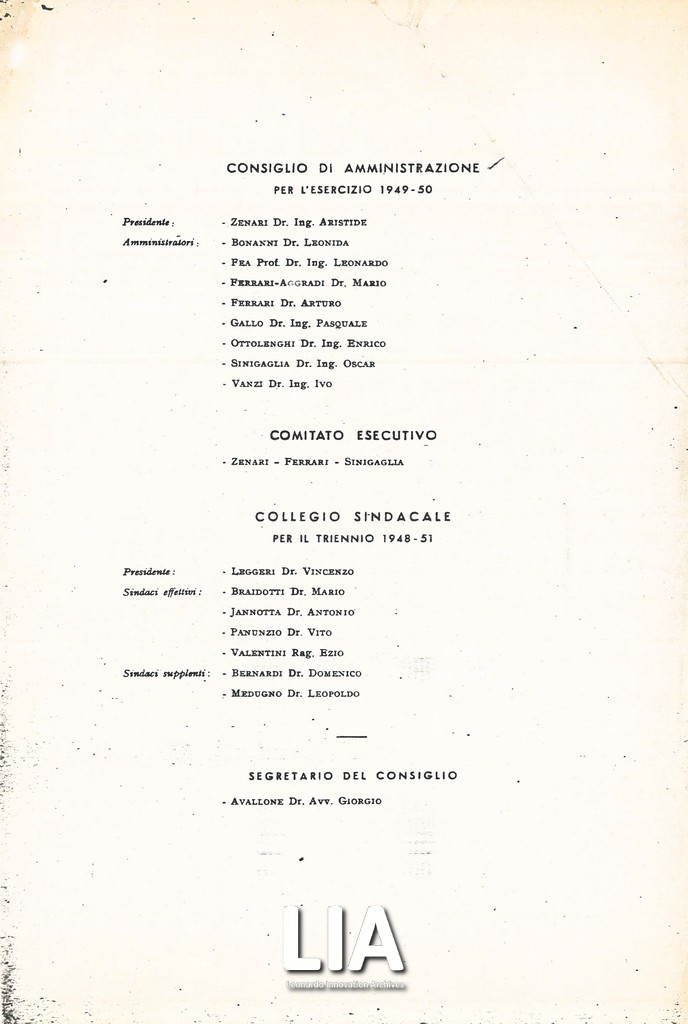 CONSIGLIO DI AMMINISTRAZIONE
PER L'ESERCIZIO 1949-50
Presidente: - ZENARI Dr. Ing. ARISTIDE
Amministratori: - BONANNI Dr. LEONIDA
- FEA Prof. Dr. Ing. LEONARDO
- FERRARI-AGGRADI Dr. MARIO
- FERRARI Dr. ARTURO
- GALLO Dr. Ing. PASQUALE
- OTTOLENGHI Dr. Ing. ENRICO
- SINIGAGLIA Dr. Ing. OSCAR
- VANZI Dr. Ing. IVO
COMITATO ESECUTIVO
- ZENARI - FERRARI - SINIGAGLIA
COLLEGIO SINDACALE
PER IL TRIENNIO 1948-51
Presidente: - LEGGERI Dr. VINCENZO
Sindaci effettivi: - BRAIDOTTI Dr. MARIO
- JANNOTTA Dr. ANTONIO
- PANUNZIO Dr. VITO
- VALENTINI Rag. EZIO
Sindaci supplenti: - BERNARDI Dr. DOMENICO
- MEDUGNO Dr. LEOPOLDO
SEGRETARIO DEL CONSIGLIO
- AVALLONE Dr. Avv. GIORGIO
LIA
Leonardo Innovation Archives